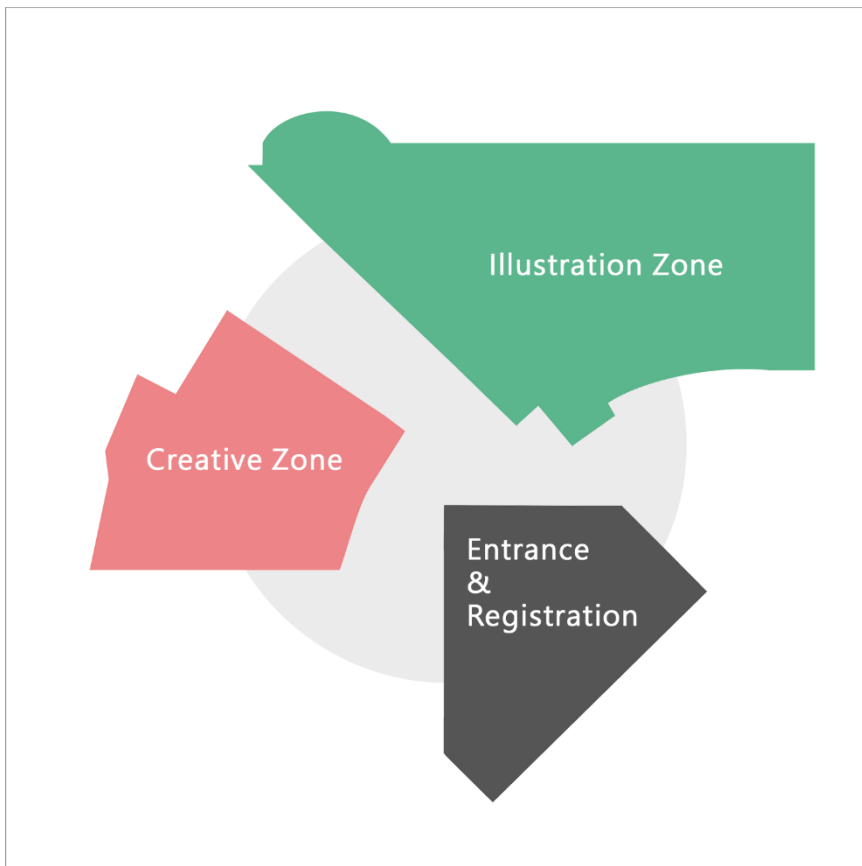 Illustration Zone
Creative Zone
Entrance
&
Registration